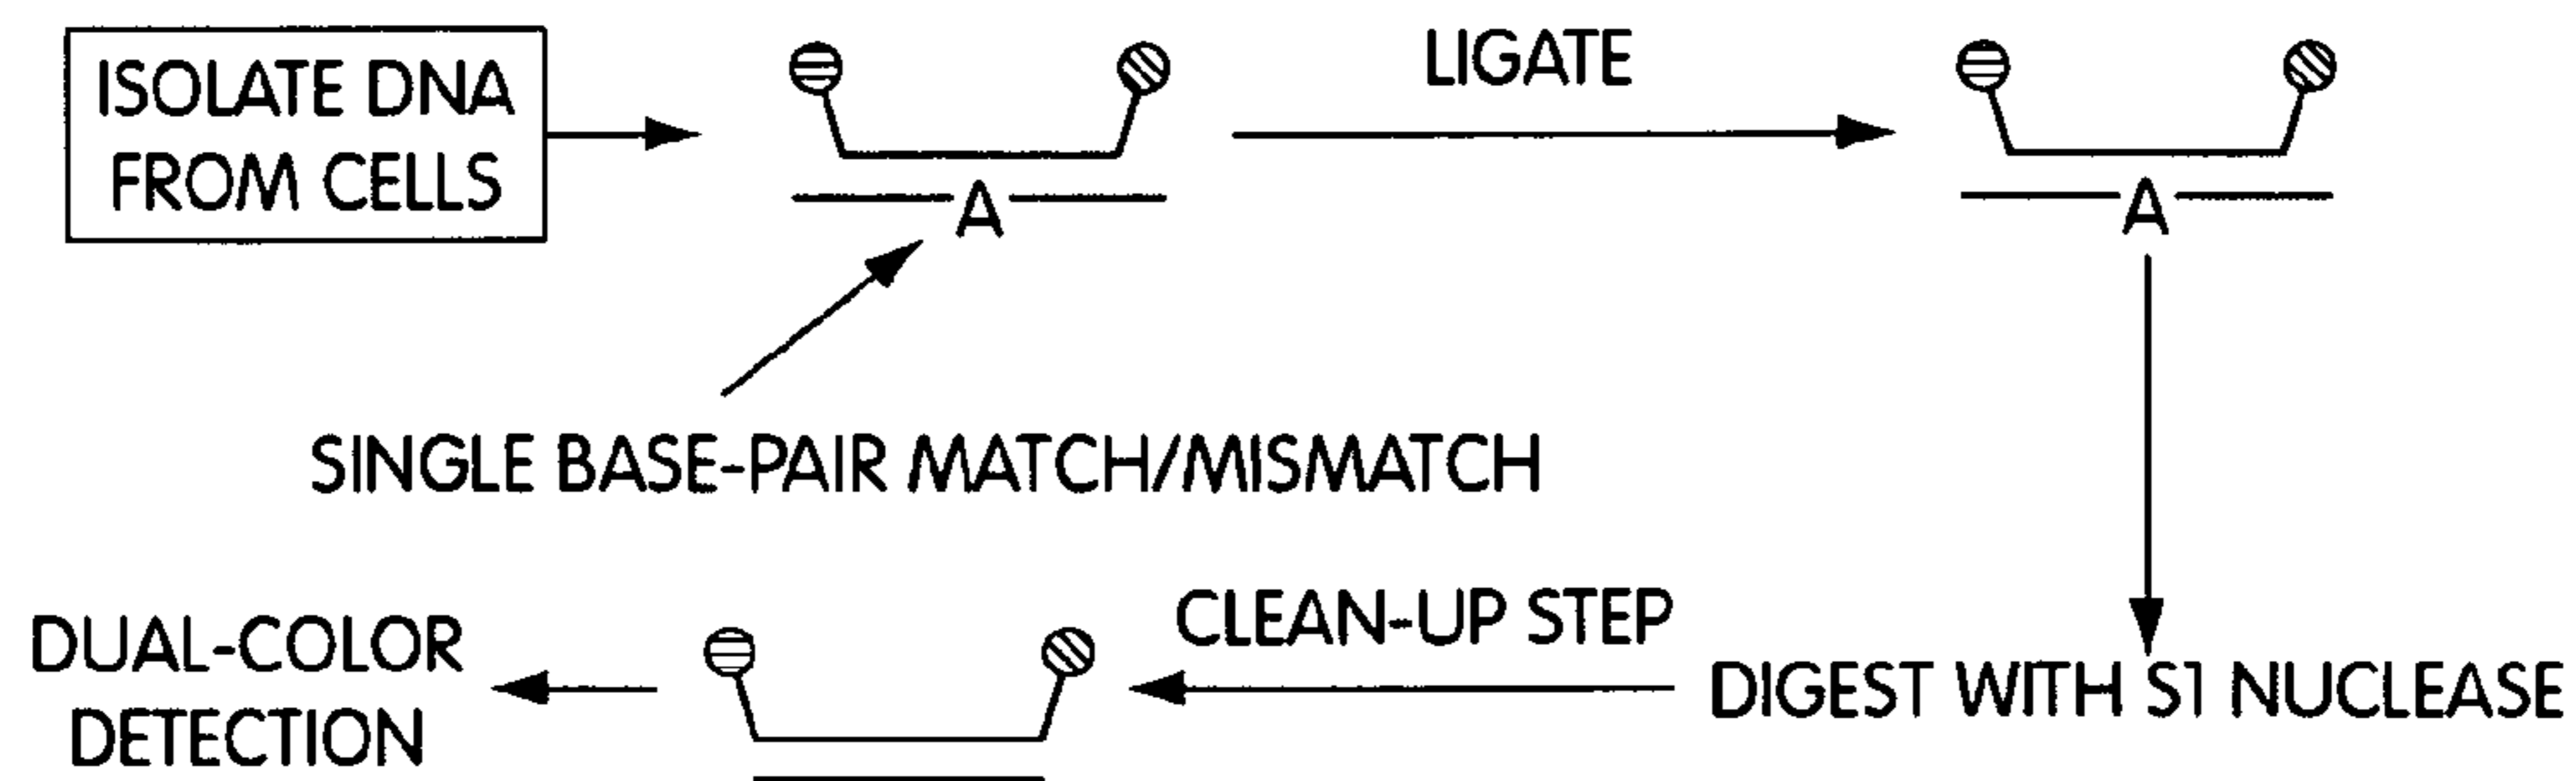 ISOLATE DNA
FROM CELLS
LIGATE
A
A
SINGLE BASE-PAIR MATCH/MISMATCH
DIGEST WITH S1 NUCLEASE
CLEAN-UP STEP
DUAL-COLOR
DETECTION